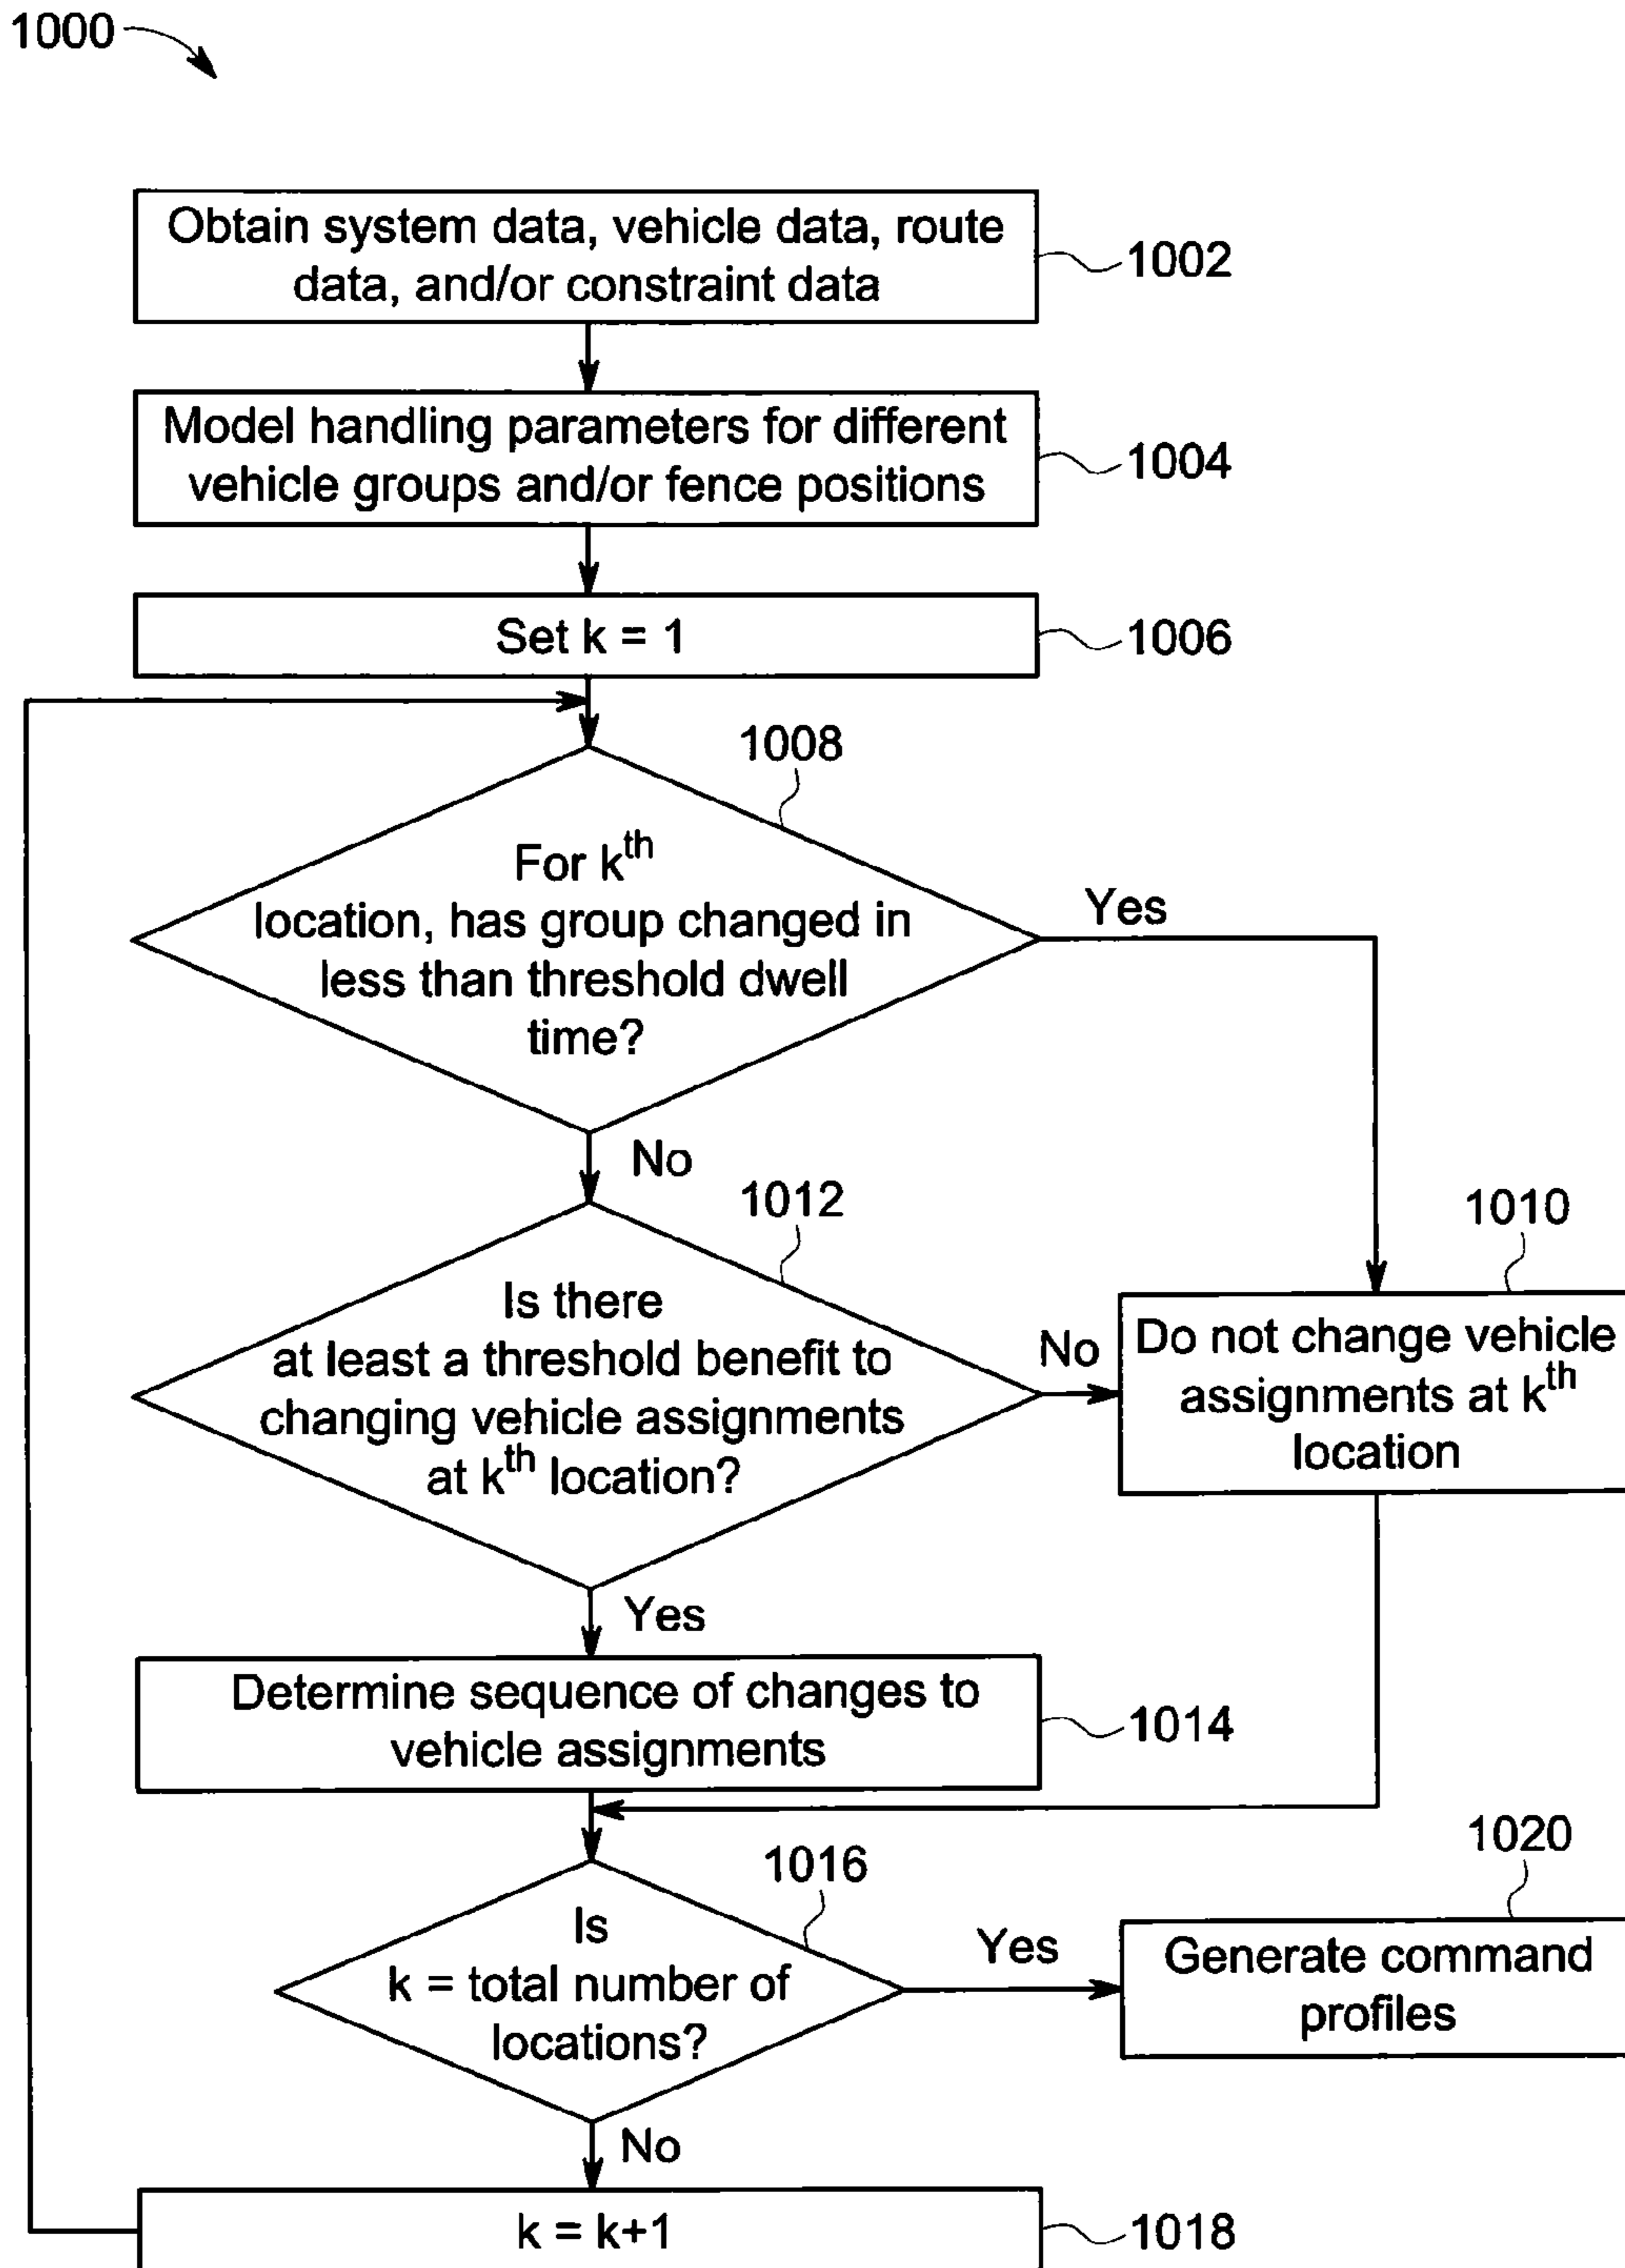 1000
Obtain system data, vehicle data, route
data, and/or constraint data
1002
Model handling parameters for different
vehicle groups and/or fence positions
1004
Set k = 1
1006
1008
For kth
location, has group changed in
less than threshold dwell
time?
Yes
No
1012
Is there
at least a threshold benefit to
changing vehicle assignments
at kth location?
No
1010
Do not change vehicle
assignments at kth
location
Yes
Determine sequence of changes to
vehicle assignments
1014
1016
Is
k = total number of
locations?
Yes
1020
Generate command
profiles
No
k = k+1
1018